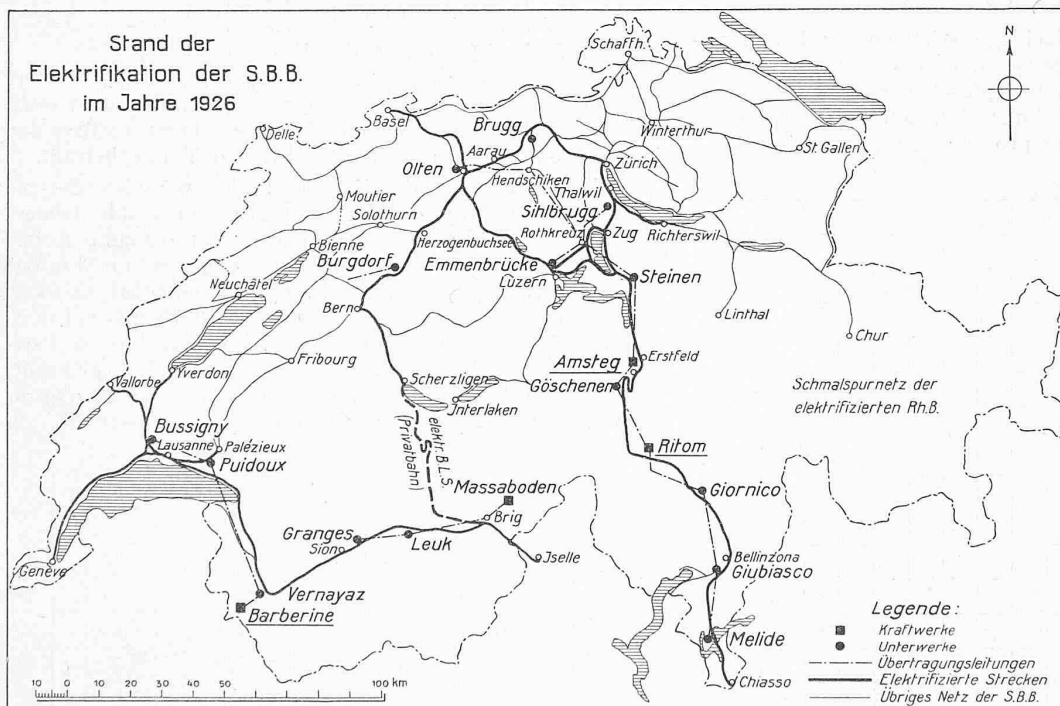 Stand der
Elektrifikation der S.B.B.
im Jahre 1926
N
Schaffh.
Basel
Delle
Brugg
Winterthur
St. Gallen
Aarau
Olten
Zürich
Hendschiken
Moutier
Thalwil
Solothurn
Sihlbrugg
Rothkreuz
Zug
Richterswil
Bienne
Herzogenbuchsee
Burgdorf
Emmenbrücke
Luzern
Steinen
Neuchâtel
Bern
Linthal
Chur
Fribourg
Amsteg
Erstfeld
Yverdon
Vallorbe
Scherzligen
Göschenen
Jnterlaken
Schmalspurnetz der
elektrifizierten Rh.B.
elektr. B.L.S.
(Privatbahn)
Bussigny
Lausanne
Palézieux
Puidoux
Ritom
Massaboden
Giornico
Brig
Granges
Sion
Leuk
Jselle
Bellinzona
Giubiasco
Genève
Vernayaz
Barberine
Melide
Chiasso
Legende:
Kraftwerke
Unterwerke
Übertragungsleitungen
Elektrifizierte Strecken
Übriges Netz der S.B.B.
10 0 10 20 30 40 50 100 km